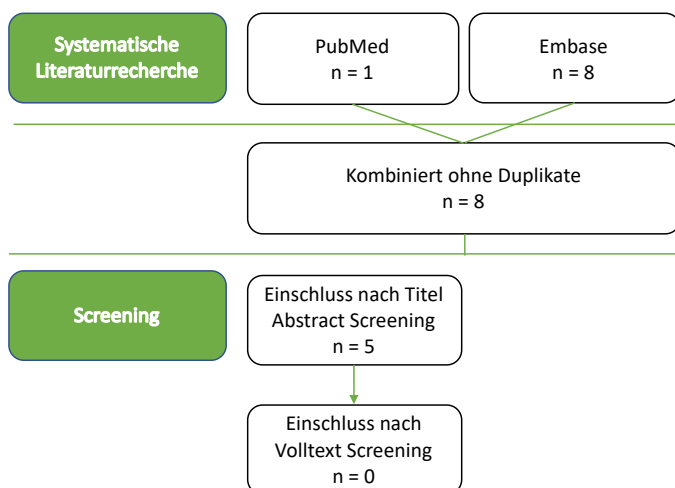 Systematische
Literaturrecherche
PubMed
n = 1
Embase
n = 8
Kombiniert ohne Duplikate
n = 8
Screening
Einschluss nach Titel
Abstract Screening
n = 5
Einschluss nach
Volltext Screening
n = 0